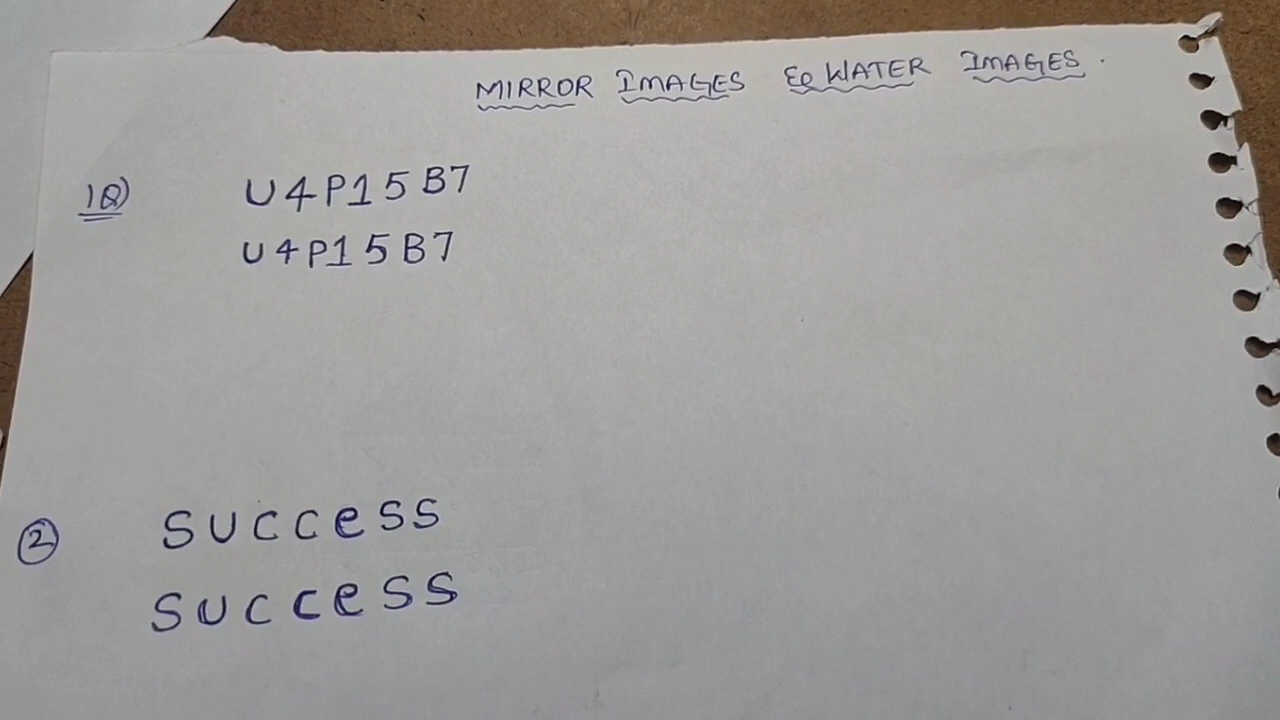 MIRROR IMAGES & WATER IMAGES.
1Q) U4P15B7
U4P15B7
② SUCCeSS
SUCCeSS